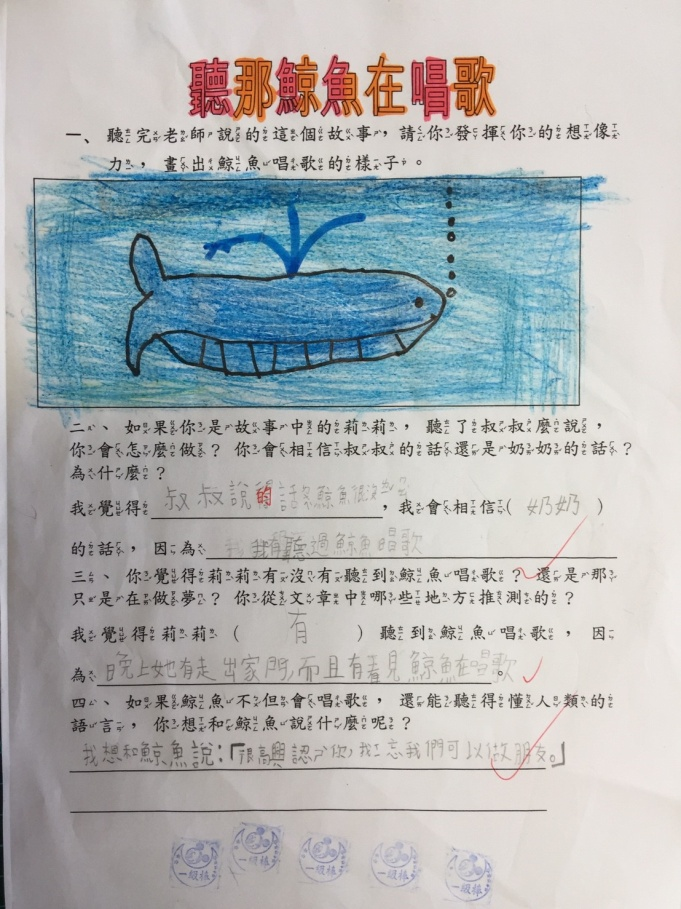 聽那鯨魚在唱歌
一、聽完老師說的這個故事，請你發揮你的想像
力，畫出鯨魚唱歌的樣子。
二、如果你是故事中的莉莉，聽了叔叔麼說，
你會怎麼做？你會相信叔叔的話還是奶奶的話？
為什麼？
我覺得叔叔說的話鯨魚很沒，我會相信(奶奶)
的話，因為我有聽過鯨魚唱歌
三、你覺得莉莉有沒有聽到鯨魚唱歌？還是那
只是在做夢？你從文章中哪些地方推測的？
我覺得莉莉(有)聽到鯨魚唱歌，因
為晚上她有走出家門,而且有看見鯨魚在唱歌。
四、如果鯨魚不但會唱歌，還能聽得懂人類的
語言，你想和鯨魚說什麼呢？
我想和鯨魚說：「很高興認ㄕˋ你,我ㄒㄧ忘我們可以做朋友。」
一級棒 一級棒 一級棒 一級棒 一級棒